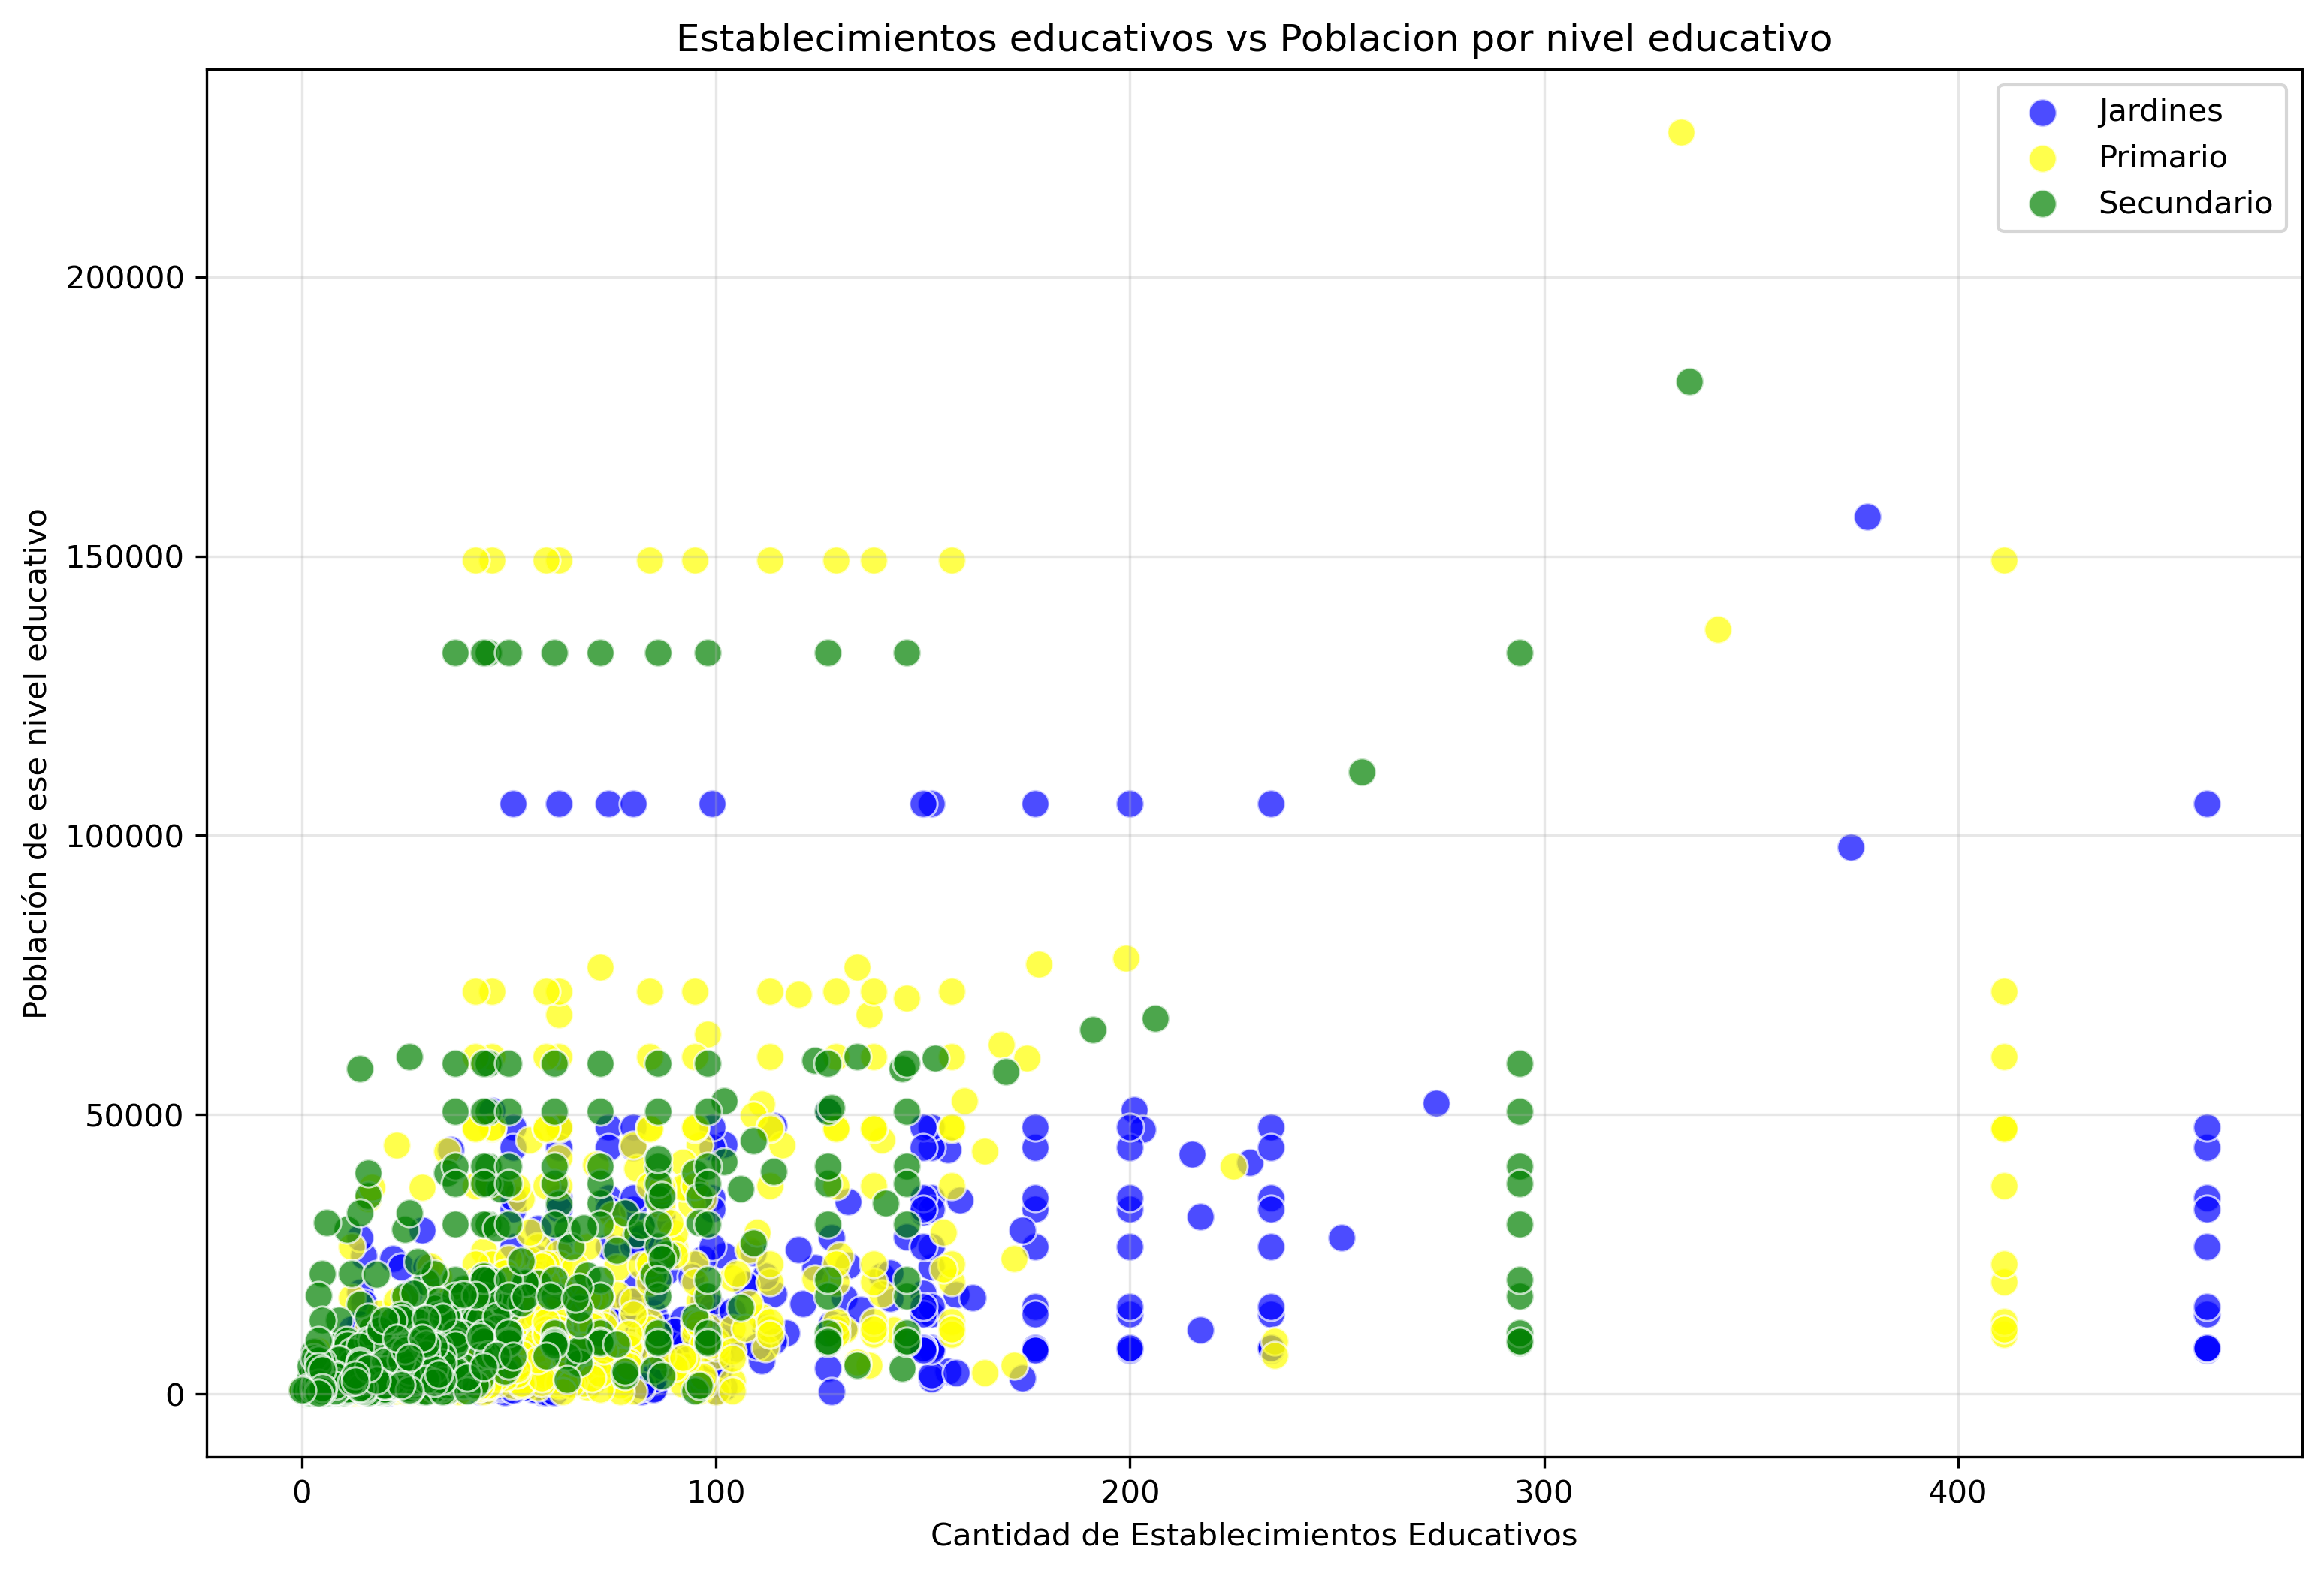 Establecimientos educativos vs Poblacion por nivel educativo
Jardines
Primario
Secundario
Población de ese nivel educativo
200000
150000
100000
50000
0
0 100 200 300 400
Cantidad de Establecimientos Educativos